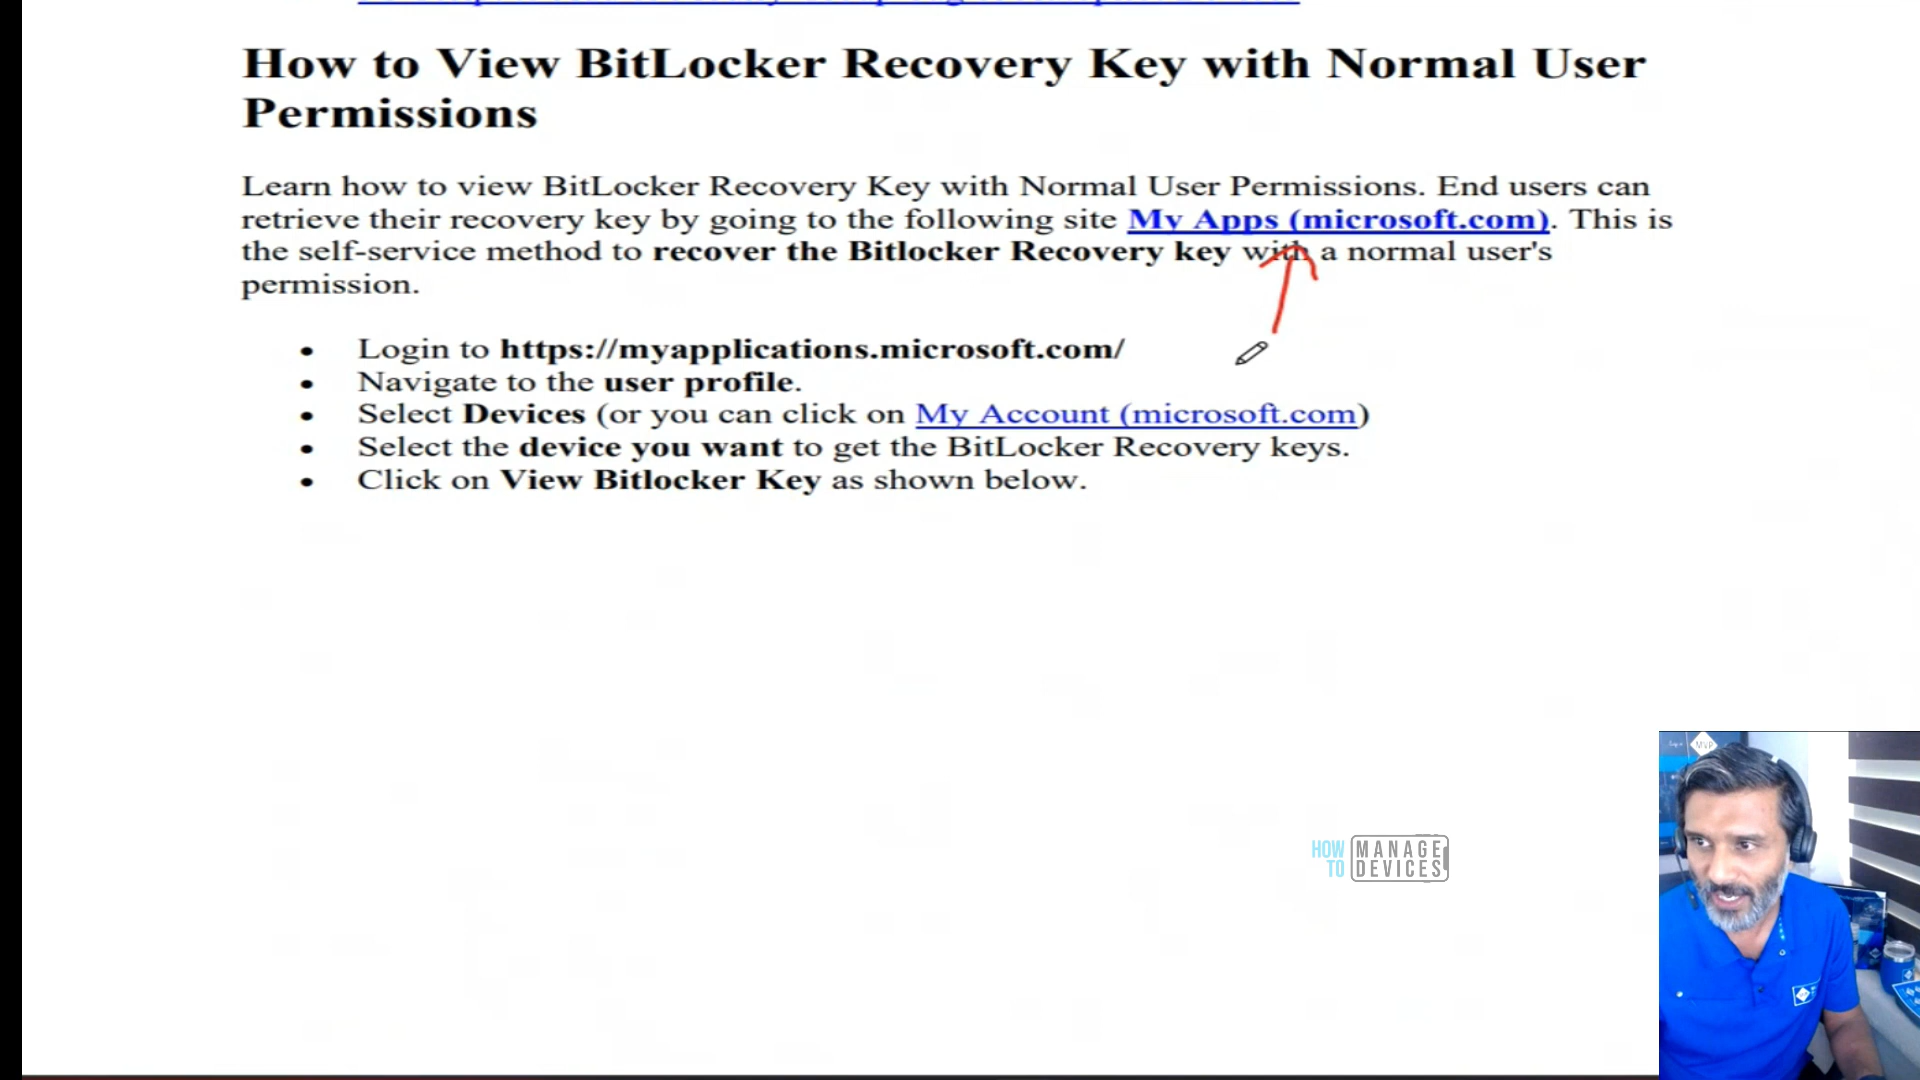 How to View BitLocker Recovery Key with Normal User
Permissions
Learn how to view BitLocker Recovery Key with Normal User Permissions. End users can
retrieve their recovery key by going to the following site My Apps (microsoft.com). This is
the self-service method to recover the Bitlocker Recovery key with a normal user's
permission.
• Login to https://myapplications.microsoft.com/
• Navigate to the user profile.
• Select Devices (or you can click on My Account (microsoft.com)
• Select the device you want to get the BitLocker Recovery keys.
• Click on View Bitlocker Key as shown below.
MVP
HOW MANAGE
TO DEVICES